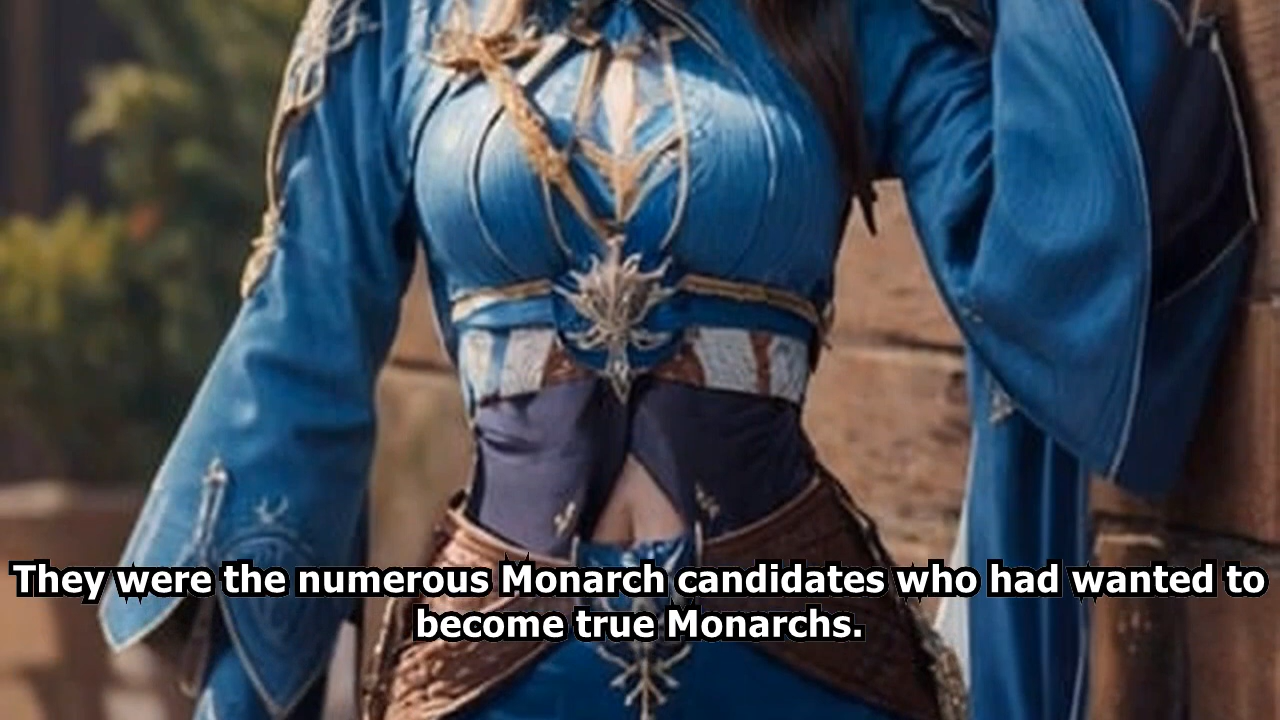 They were the numerous Monarch candidates who had wanted to
become true Monarchs.